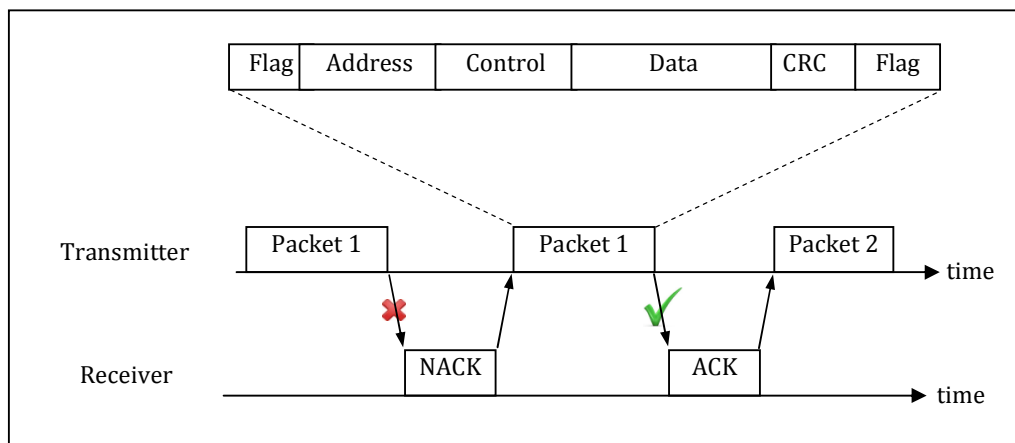 Flag Address Control Data CRC Flag
Transmitter Packet 1 Packet 1 Packet 2 time
Receiver NACK ACK time